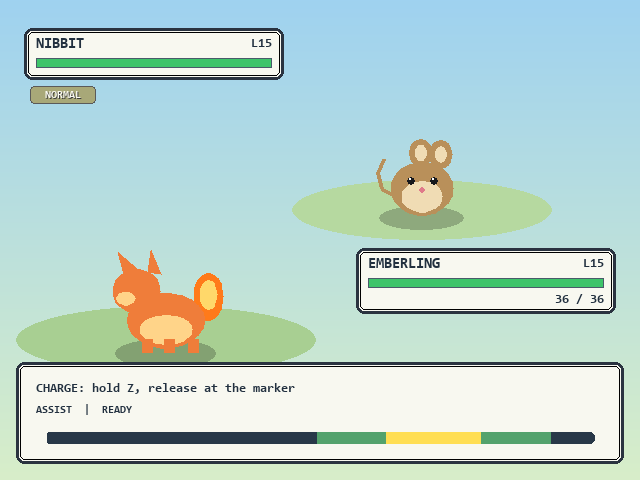 NIBBIT L15
NORMAL
EMBERLING L15
36 / 36
CHARGE: hold Z, release at the marker
ASSIST | READY